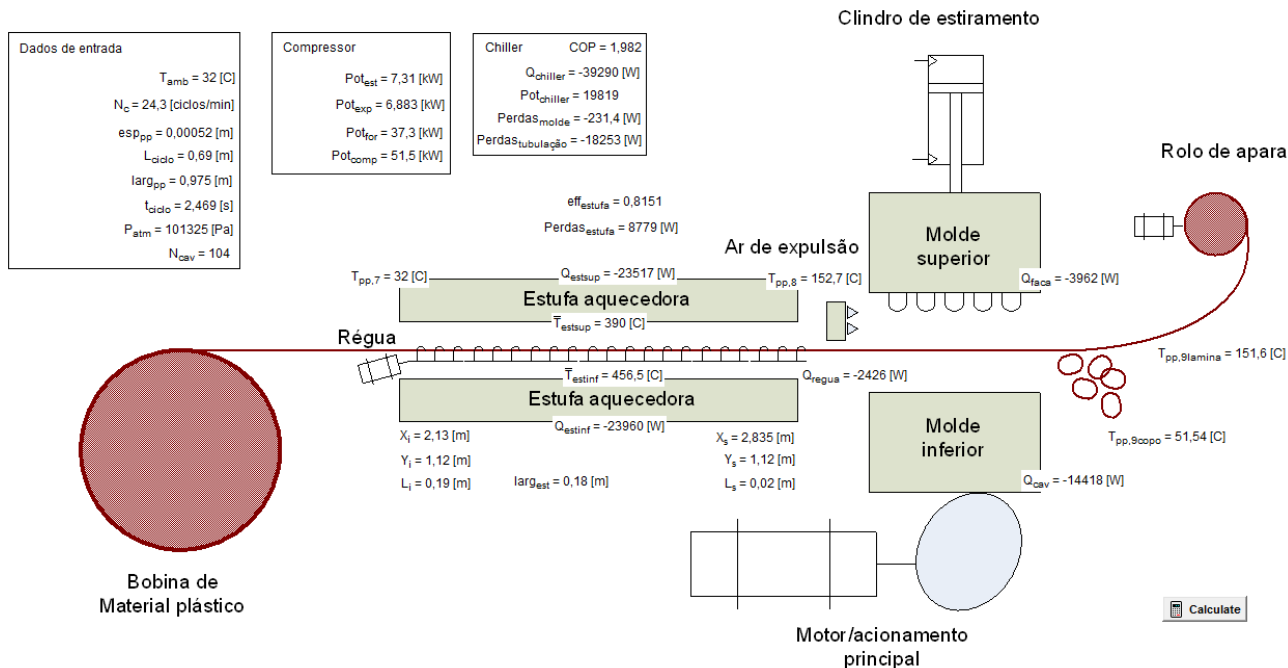 Dados de entrada
T_amb = 32 [C]
N_c = 24,3 [ciclos/min]
esp_pp = 0,00052 [m]
L_ciclo = 0,69 [m]
larg_pp = 0,975 [m]
t_ciclo = 2,469 [s]
P_atm = 101325 [Pa]
N_cav = 104
Compressor
Pot_est = 7,31 [kW]
Pot_exp = 6,883 [kW]
Pot_for = 37,3 [kW]
Pot_comp = 51,5 [kW]
Chiller COP = 1,982
Q_chiller = -39290 [W]
Pot_chiller = 19819
Perdas_molde = -231,4 [W]
Perdas_tubulação = -18253 [W]
Clindro de estiramento
Rolo de apara
eff_estufa = 0,8151
Perdas_estufa = 8779 [W]
Ar de expulsão
Molde
superior
T_pp,7 = 32 [C]
Q_estsup = -23517 [W]
T_pp,8 = 152,7 [C]
Q_faca = -3962 [W]
Estufa aquecedora
T̅_estsup = 390 [C]
Régua
T_pp,9lamina = 151,6 [C]
T̅_estinf = 456,5 [C]
Q_regua = -2426 [W]
Estufa aquecedora
Q_estinf = -23960 [W]
Molde
inferior
T_pp,9copo = 51,54 [C]
X_i = 2,13 [m]
Y_i = 1,12 [m]
L_i = 0,19 [m]
larg_est = 0,18 [m]
X_s = 2,835 [m]
Y_s = 1,12 [m]
L_s = 0,02 [m]
Q_cav = -14418 [W]
Bobina de
Material plástico
Motor/acionamento
principal
Calculate